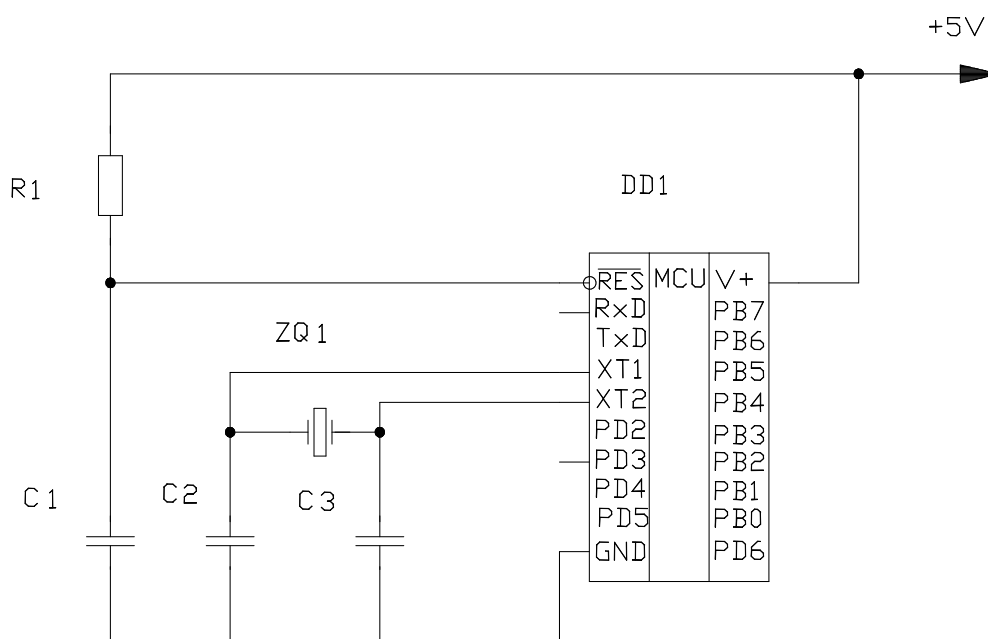 +5V
R1
DD1
RES MCU V+
RxD PB7
TxD PB6
ZQ1
XT1 PB5
XT2 PB4
PD2 PB3
PD3 PB2
C1 C2 C3
PD4 PB1
PD5 PB0
GND PD6